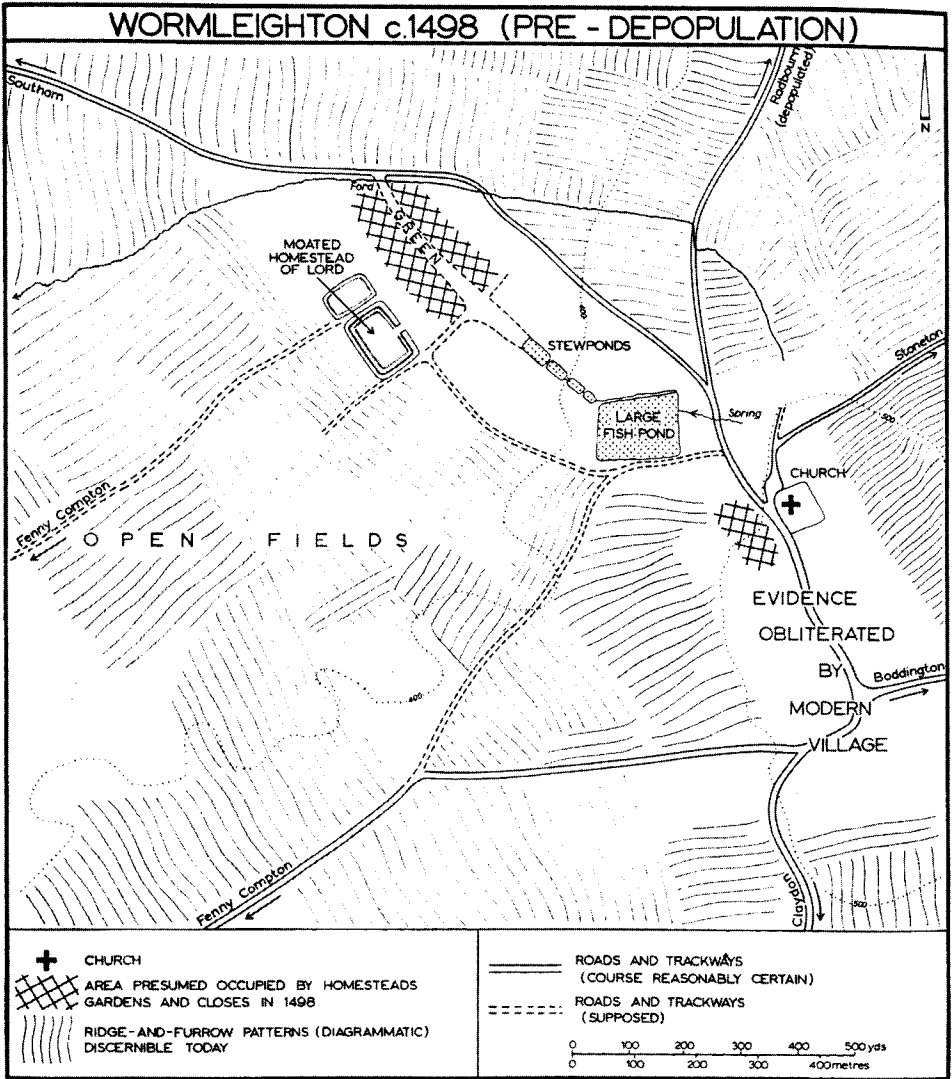 WORMLEIGHTON c.1498 (PRE - DEPOPULATION)
Southam
Radbourn
(depopulated)
N
Ford
GREEN
MOATED
HOMESTEAD
OF LORD
STEWPONDS
Stoneton
LARGE
FISH POND
Spring
500
CHURCH
Fenny Compton
OPEN FIELDS
EVIDENCE
OBLITERATED
BY
MODERN
VILLAGE
Boddington
400
Fenny Compton
Claydon
500
CHURCH
AREA PRESUMED OCCUPIED BY HOMESTEADS
GARDENS AND CLOSES IN 1498
RIDGE-AND-FURROW PATTERNS (DIAGRAMMATIC)
DISCERNIBLE TODAY
ROADS AND TRACKWAYS
(COURSE REASONABLY CERTAIN)
ROADS AND TRACKWAYS
(SUPPOSED)
0 100 200 300 400 500 yds
0 100 200 300 400 metres